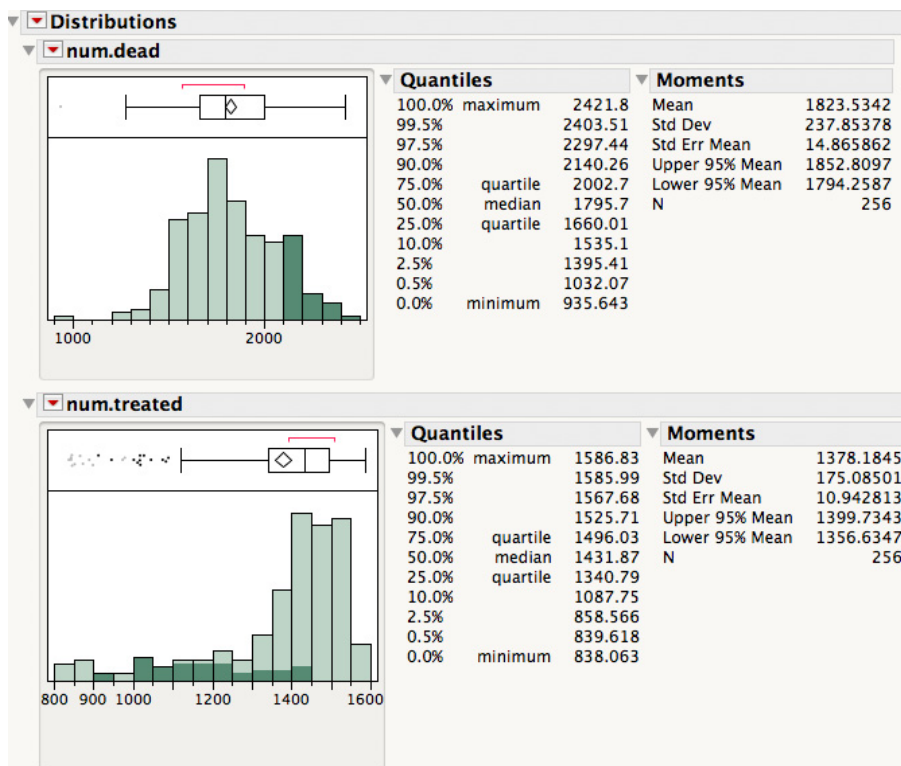 Distributions
num.dead
Quantiles
100.0% maximum 2421.8
99.5% 2403.51
97.5% 2297.44
90.0% 2140.26
75.0% quartile 2002.7
50.0% median 1795.7
25.0% quartile 1660.01
10.0% 1535.1
2.5% 1395.41
0.5% 1032.07
0.0% minimum 935.643
Moments
Mean 1823.5342
Std Dev 237.85378
Std Err Mean 14.865862
Upper 95% Mean 1852.8097
Lower 95% Mean 1794.2587
N 256
1000 2000
num.treated
Quantiles
100.0% maximum 1586.83
99.5% 1585.99
97.5% 1567.68
90.0% 1525.71
75.0% quartile 1496.03
50.0% median 1431.87
25.0% quartile 1340.79
10.0% 1087.75
2.5% 858.566
0.5% 839.618
0.0% minimum 838.063
Moments
Mean 1378.1845
Std Dev 175.08501
Std Err Mean 10.942813
Upper 95% Mean 1399.7343
Lower 95% Mean 1356.6347
N 256
800 900 1000 1200 1400 1600